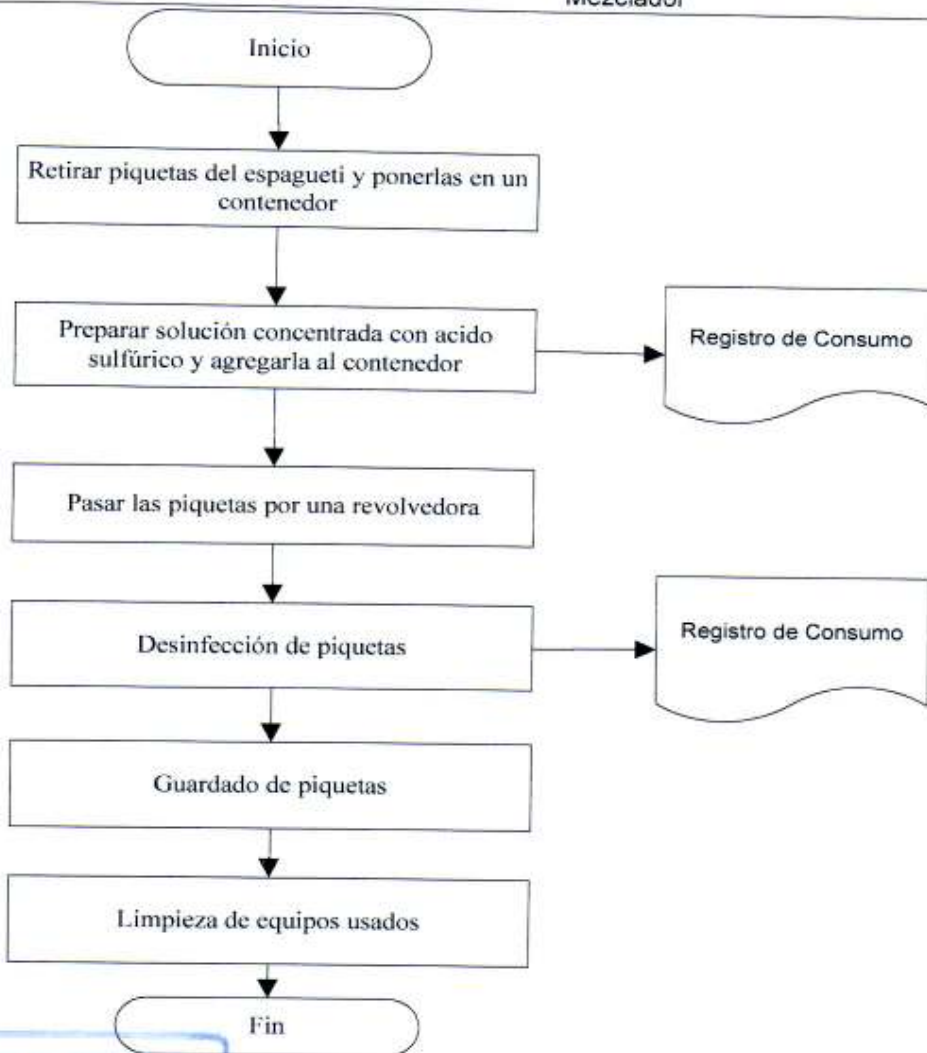 Mezclador
Inicio
Retirar piquetas del espagueti y ponerlas en un
contenedor
Preparar solución concentrada con acido
sulfúrico y agregarla al contenedor
Registro de Consumo
Pasar las piquetas por una revolvedora
Desinfección de piquetas
Registro de Consumo
Guardado de piquetas
Limpieza de equipos usados
Fin